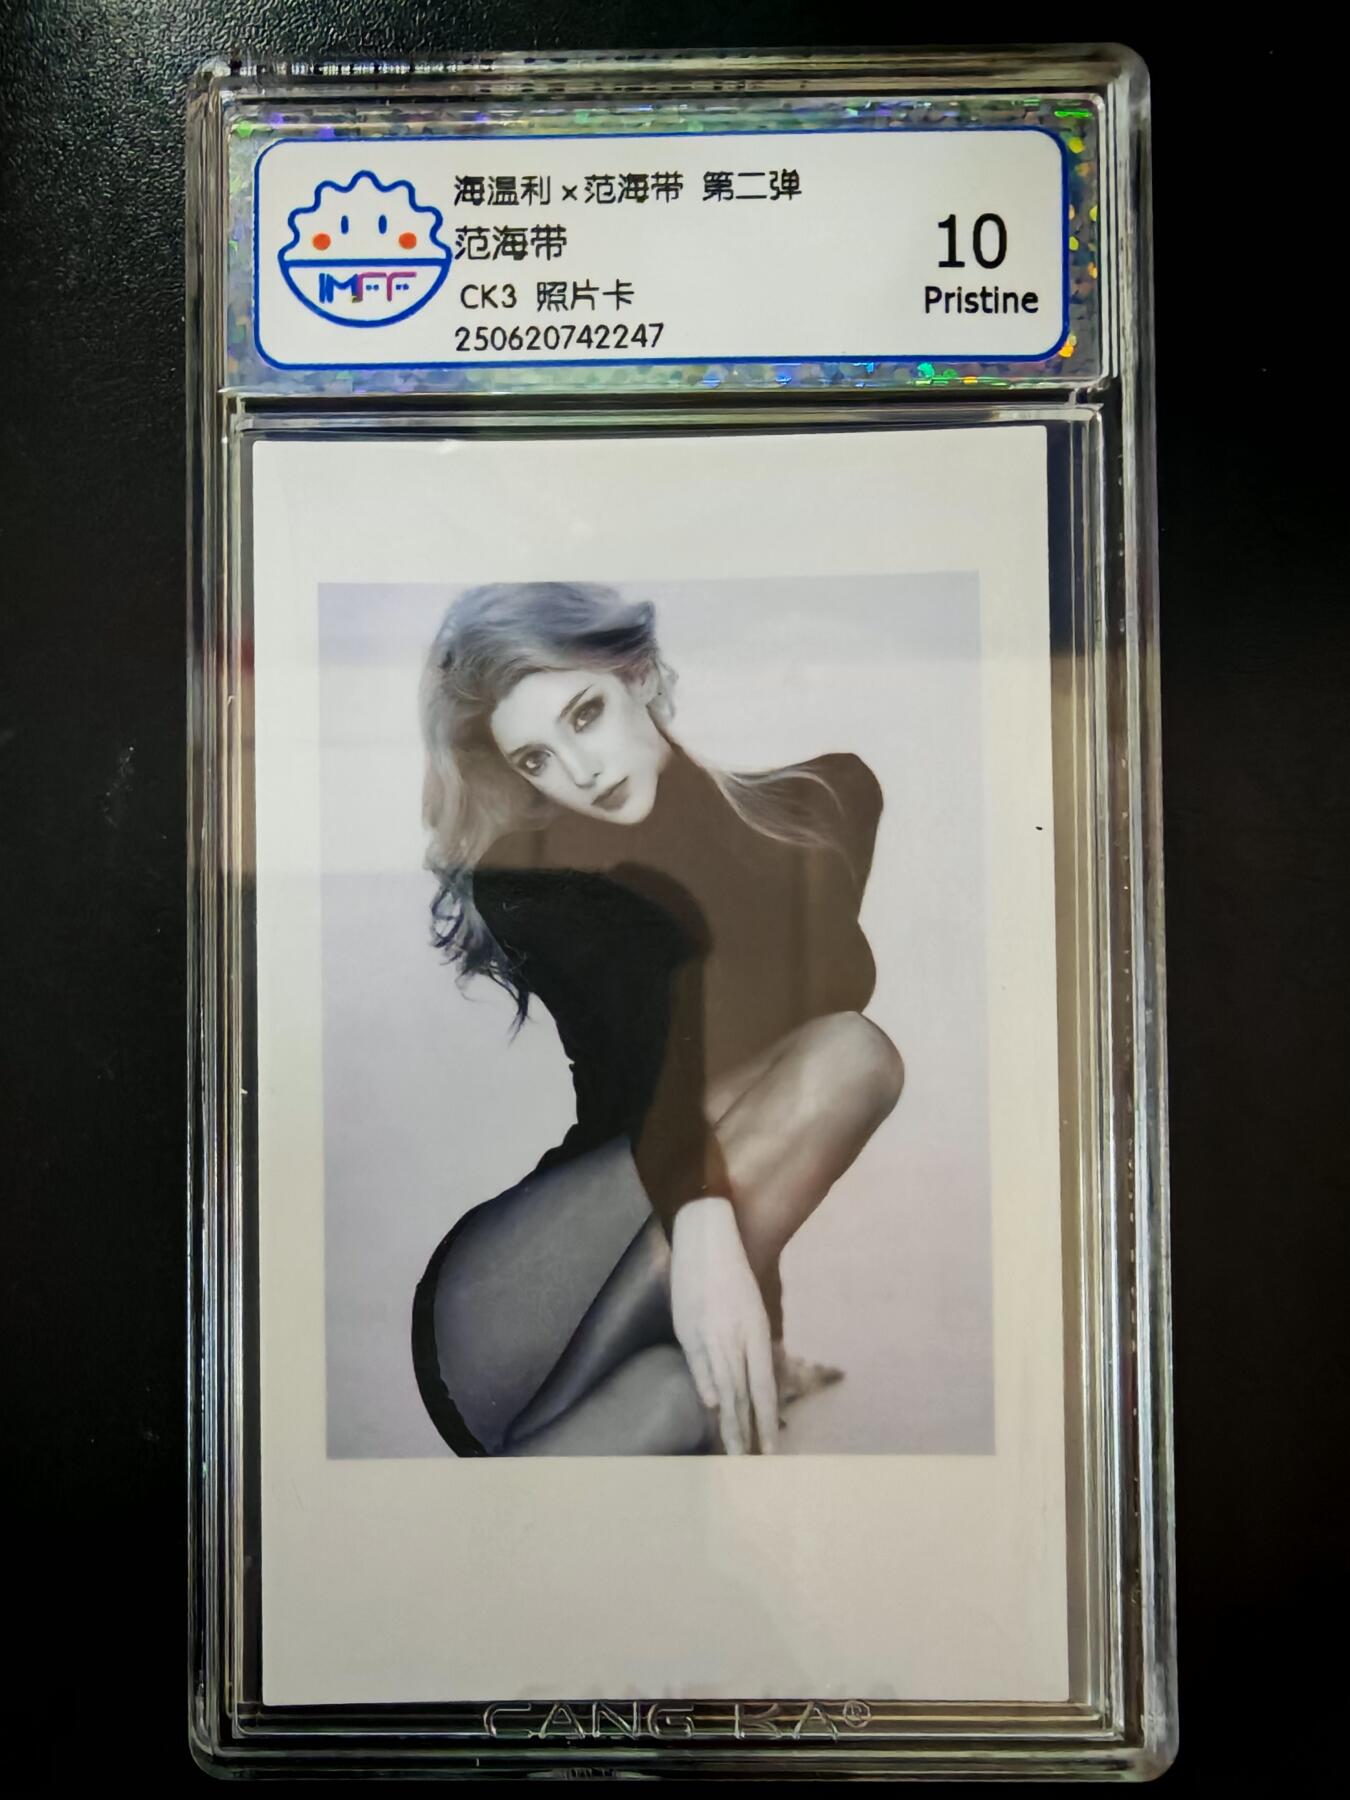 海温利×范海带 第二弹
范海带
CK3 照片卡
250620742247
10
Pristine
IMFF
CANG KA®